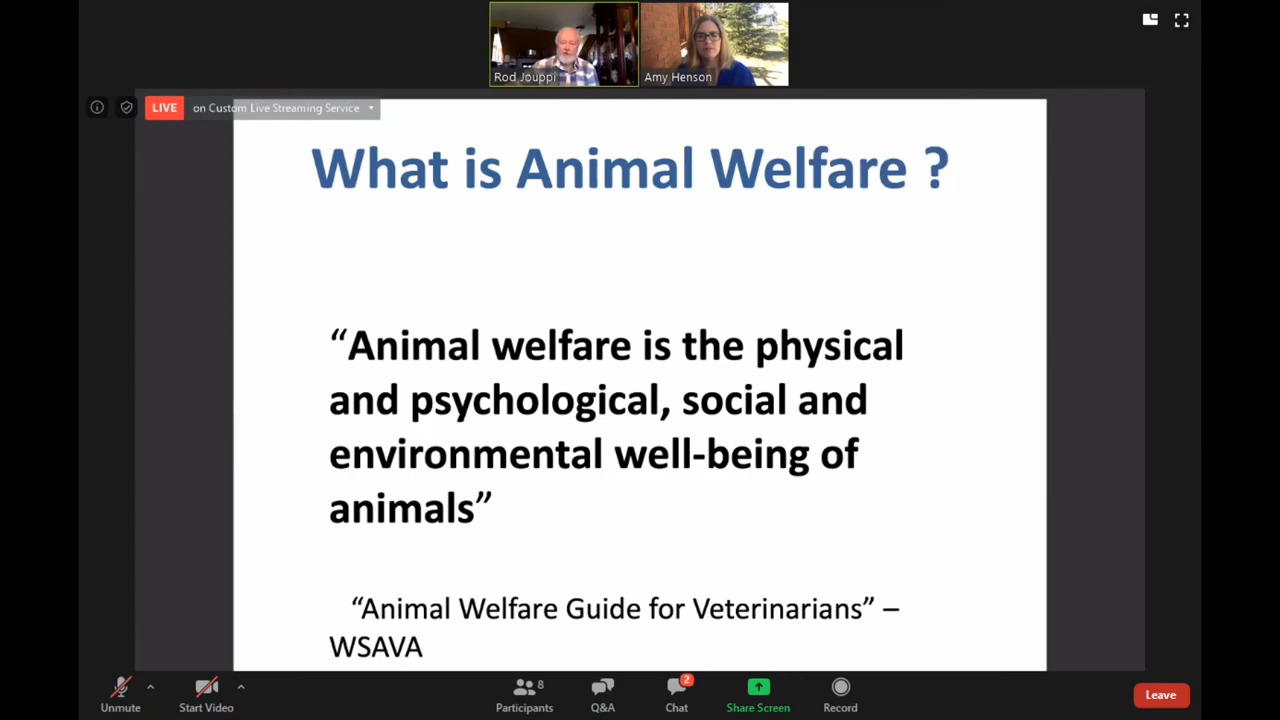 Rod Jouppi
Amy Henson
LIVE on Custom Live Streaming Service
What is Animal Welfare ?
“Animal welfare is the physical
and psychological, social and
environmental well-being of
animals”
“Animal Welfare Guide for Veterinarians” –
WSAVA
8
2
Unmute
Start Video
Participants
Q&A
Chat
Share Screen
Record
Leave